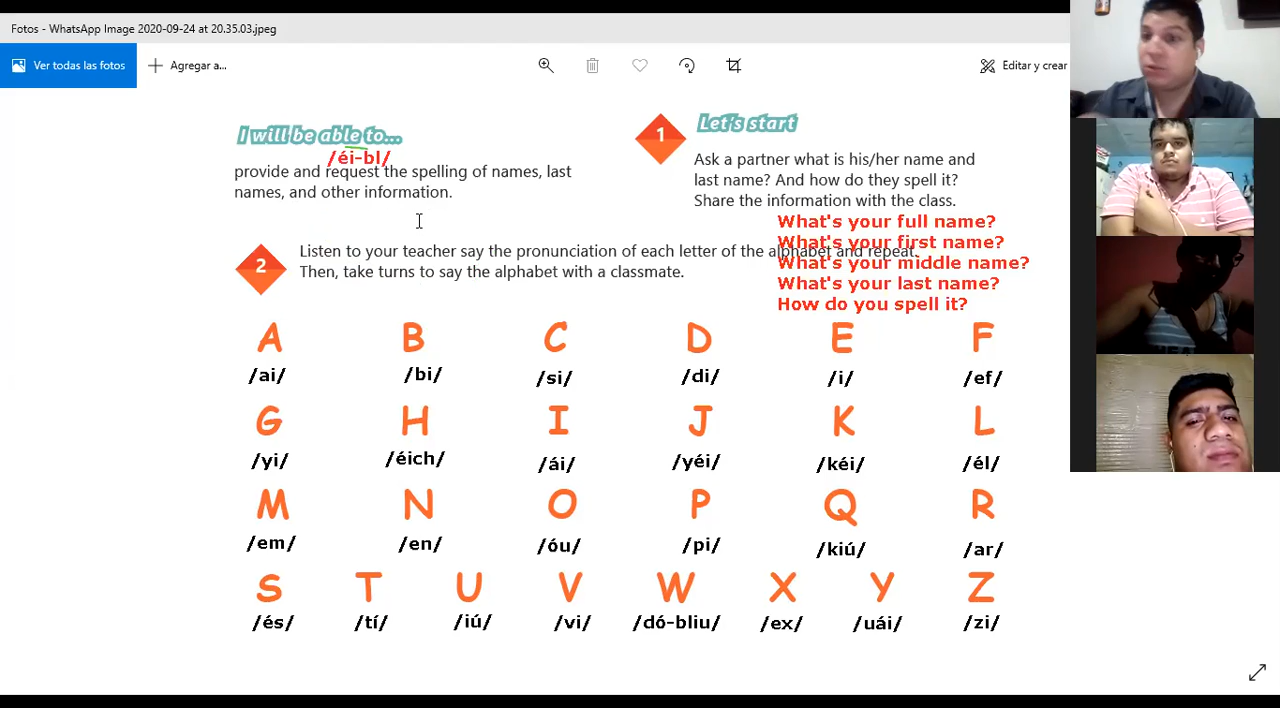 Fotos - WhatsApp Image 2020-09-24 at 20.35.03.jpeg
Ver todas las fotos
Agregar a...
Editar y crear
I will be able to...
/éi-bl/
provide and request the spelling of names, last
names, and other information.
1
Let's start
Ask a partner what is his/her name and
last name? And how do they spell it?
Share the information with the class.
What's your full name?
What's your first name?
What's your middle name?
What's your last name?
How do you spell it?
2
Listen to your teacher say the pronunciation of each letter of the alphabet and repeat.
Then, take turns to say the alphabet with a classmate.
A B C D E F
/ai/ /bi/ /si/ /di/ /i/ /ef/
G H I J K L
/yi/ /éich/ /ái/ /yéi/ /kéi/ /él/
M N O P Q R
/em/ /en/ /óu/ /pi/ /kiú/ /ar/
S T U V W X Y Z
/és/ /tí/ /iú/ /vi/ /dó-bliu/ /ex/ /uái/ /zi/